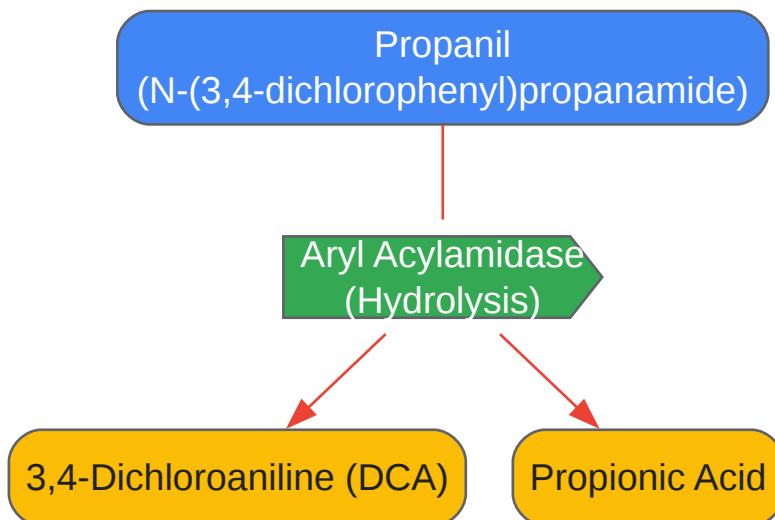 Propanil
(N-(3,4-dichlorophenyl)propanamide)
Aryl Acylamidase
(Hydrolysis)
3,4-Dichloroaniline (DCA)
Propionic Acid